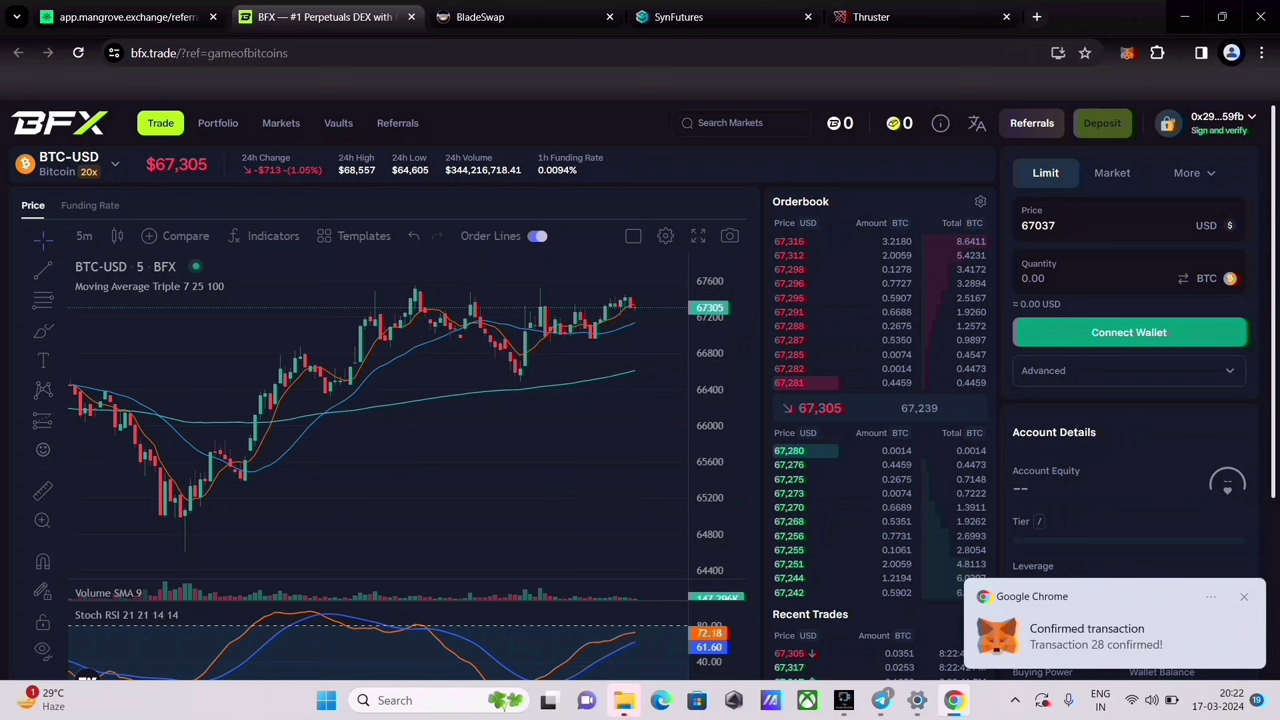 app.mangrove.exchange/referra
BFX — #1 Perpetuals DEX with
BladeSwap
SynFutures
Thruster
bfx.trade/?ref=gameofbitcoins
BFX
Trade
Portfolio
Markets
Vaults
Referrals
Search Markets
0
0
Referrals
Deposit
0x29...59fb
Sign and verify
BTC-USD
Bitcoin 20x
$67,305
24h Change
-$713 -(1.05%)
24h High
$68,557
24h Low
$64,605
24h Volume
$344,216,718.41
1h Funding Rate
0.0094%
Price
Funding Rate
5m
Compare
Indicators
Templates
Order Lines
BTC-USD · 5 · BFX
Moving Average Triple 7 25 100
67600
67305
67200
66800
66400
66000
65600
65200
64800
64400
Volume SMA 9
147.296K
Stoch RSI 21 21 14 14
80.00
72.18
61.60
40.00
Orderbook
Price USD Amount BTC Total BTC
67,316 3.2180 8.6411
67,312 2.0059 5.4231
67,298 0.1278 3.4172
67,296 0.7727 3.2894
67,295 0.5907 2.5167
67,291 0.6688 1.9260
67,288 0.2675 1.2572
67,287 0.5350 0.9897
67,285 0.0074 0.4547
67,282 0.0014 0.4473
67,281 0.4459 0.4459
67,305 67,239
Price USD Amount BTC Total BTC
67,280 0.0014 0.0014
67,276 0.4459 0.4473
67,275 0.2675 0.7148
67,273 0.0074 0.7222
67,270 0.6689 1.3911
67,268 0.5351 1.9262
67,256 0.7731 2.6993
67,255 0.1061 2.8054
67,251 2.0059 4.8113
67,244 1.2194
67,242 0.5902
Recent Trades
Price USD Amount BTC
67,305 0.0351
67,317 0.0253
Limit
Market
More
Price
67037 USD $
Quantity
0.00 BTC
≈ 0.00 USD
Connect Wallet
Advanced
Account Details
Account Equity
--
--
Tier /
Leverage
Buying Power Wallet Balance
Google Chrome
Confirmed transaction
Transaction 28 confirmed!
1
29°C
Haze
Search
1
ENG
IN
20:22
17-03-2024
19